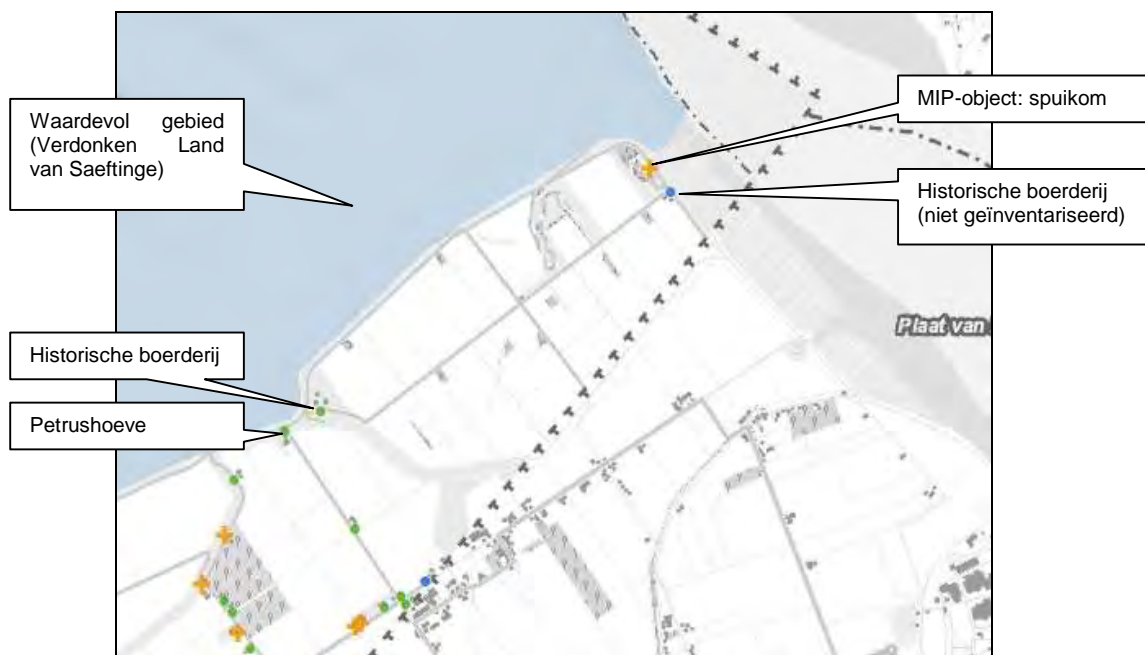 Waardevol gebied
(Verdonken Land
van Saeftinge)
MIP-object: spuikom
Historische boerderij
(niet geïnventariseerd)
Plaat van
Historische boerderij
Petrushoeve